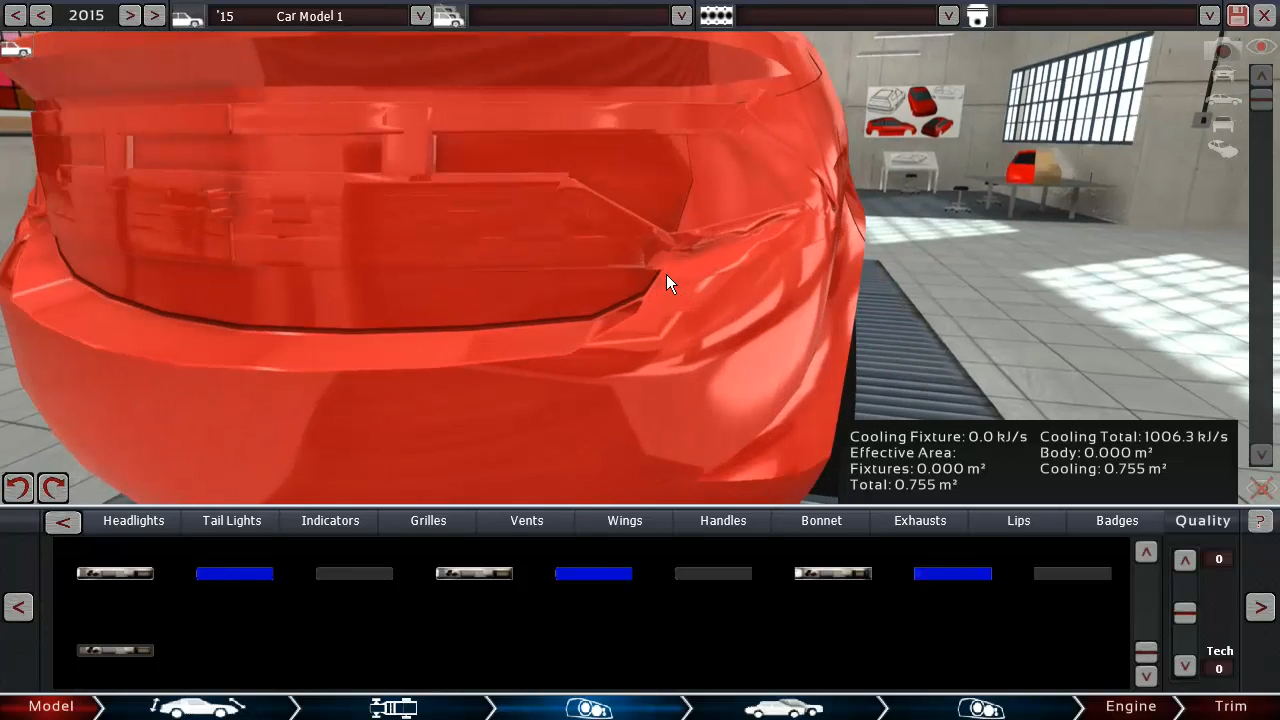 2015
'15 Car Model 1
Cooling Fixture: 0.0 kJ/s Cooling Total: 1006.3 kJ/s
Effective Area: Body: 0.000 m²
Fixtures: 0.000 m² Cooling: 0.755 m²
Total: 0.755 m²
Headlights Tail Lights Indicators Grilles Vents Wings Handles Bonnet Exhausts Lips Badges Quality ?
0
Tech
0
Model Engine Trim